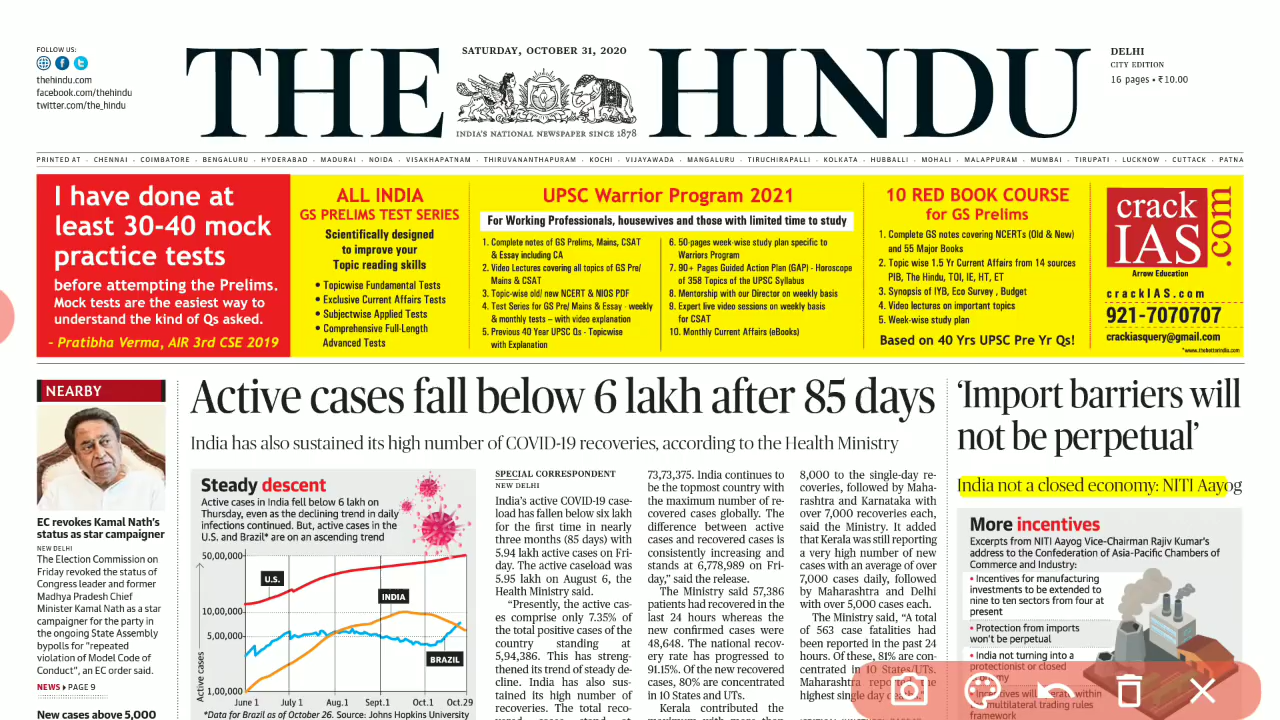 FOLLOW US:
thehindu.com
facebook.com/thehindu
twitter.com/the_hindu
THE HINDU
SATURDAY, OCTOBER 31, 2020
INDIA'S NATIONAL NEWSPAPER SINCE 1878
DELHI
CITY EDITION
16 pages • ₹10.00
PRINTED AT · CHENNAI · COIMBATORE · BENGALURU · HYDERABAD · MADURAI · NOIDA · VISAKHAPATNAM · THIRUVANANTHAPURAM · KOCHI · VIJAYAWADA · MANGALURU · TIRUCHIRAPALLI · KOLKATA · HUBBALLI · MOHALI · MALAPPURAM · MUMBAI · TIRUPATI · LUCKNOW · CUTTACK · PATNA
I have done at
least 30-40 mock
practice tests
before attempting the Prelims.
Mock tests are the easiest way to
understand the kind of Qs asked.
– Pratibha Verma, AIR 3rd CSE 2019
ALL INDIA
GS PRELIMS TEST SERIES
Scientifically designed
to improve your
Topic reading skills
• Topicwise Fundamental Tests
• Exclusive Current Affairs Tests
• Subjectwise Applied Tests
• Comprehensive Full-Length
Advanced Tests
UPSC Warrior Program 2021
For Working Professionals, housewives and those with limited time to study
1. Complete notes of GS Prelims, Mains, CSAT
& Essay including CA
2. Video Lectures covering all topics of GS Pre/
Mains & CSAT
3. Topic-wise old/ new NCERT & NIOS PDF
4. Test Series for GS Pre/ Mains & Essay - weekly
& monthly tests – with video explanation
5. Previous 40 Year UPSC Qs - Topicwise
with Explanation
6. 50-pages week-wise study plan specific to
Warriors Program
7. 90+ Pages Guided Action Plan (GAP) - Horoscope
of 358 Topics of the UPSC Syllabus
8. Mentorship with our Director on weekly basis
9. Expert live video sessions on weekly basis
for CSAT
10. Monthly Current Affairs (eBooks)
10 RED BOOK COURSE
for GS Prelims
1. Complete GS notes covering NCERTs (Old & New)
and 55 Major Books
2. Topic wise 1.5 Yr Current Affairs from 14 sources
PIB, The Hindu, TOI, IE, HT, ET
3. Synopsis of IYB, Eco Survey , Budget
4. Video lectures on important topics
5. Week-wise study plan
Based on 40 Yrs UPSC Pre Yr Qs!
crack
IAS
.com
Arrow Education
crackIAS.com
921-7070707
crackiasquery@gmail.com
*www.thebetterindia.com
NEARBY
EC revokes Kamal Nath's
status as star campaigner
NEW DELHI
The Election Commission on
Friday revoked the status of
Congress leader and former
Madhya Pradesh Chief
Minister Kamal Nath as a star
campaigner for the party in
the ongoing State Assembly
bypolls for "repeated
violation of Model Code of
Conduct", an EC order said.
NEWS PAGE 9
New cases above 5,000
Active cases fall below 6 lakh after 85 days
India has also sustained its high number of COVID-19 recoveries, according to the Health Ministry
Steady descent
Active cases in India fell below 6 lakh on
Thursday, even as the declining trend in daily
infections continued. But, active cases in the
U.S. and Brazil* are on an ascending trend
50,00,000
10,00,000
5,00,000
1,00,000
Active cases
U.S.
INDIA
BRAZIL
June 1 July 1 Aug. 1 Sept. 1 Oct.1 Oct.29
*Data for Brazil as of October 26. Source: Johns Hopkins University
SPECIAL CORRESPONDENT
NEW DELHI
India's active COVID-19 case-
load has fallen below six lakh
for the first time in nearly
three months (85 days) with
5.94 lakh active cases on Fri-
day. The active caseload was
5.95 lakh on August 6, the
Health Ministry said.
"Presently, the active cas-
es comprise only 7.35% of
the total positive cases of the
country standing at
5,94,386. This has streng-
thened its trend of steady de-
cline. India has also sus-
tained its high number of
recoveries. The total reco-
73,73,375. India continues to
be the topmost country with
the maximum number of re-
covered cases globally. The
difference between active
cases and recovered cases is
consistently increasing and
stands at 6,778,989 on Fri-
day," said the release.
The Ministry said 57,386
patients had recovered in the
last 24 hours whereas the
new confirmed cases were
48,648. The national recov-
ery rate has progressed to
91.15%. Of the new recovered
cases, 80% are concentrated
in 10 States and UTs.
Kerala contributed the
8,000 to the single-day re-
coveries, followed by Maha-
rashtra and Karnataka with
over 7,000 recoveries each,
said the Ministry. It added
that Kerala was still reporting
a very high number of new
cases with an average of over
7,000 cases daily, followed
by Maharashtra and Delhi
with over 5,000 cases each.
The Ministry said, "A total
of 563 case fatalities had
been reported in the past 24
hours. Of these, 81% are con-
centrated in 10 States/UTs.
Maharashtra reported the
highest single day
'Import barriers will
not be perpetual'
India not a closed economy: NITI Aayog
More incentives
Excerpts from NITI Aayog Vice-Chairman Rajiv Kumar's
address to the Confederation of Asia-Pacific Chambers of
Commerce and Industry:
• Incentives for manufacturing
investments to be extended to
nine to ten sectors from four at
present
• Protection from imports
won't be perpetual
• India not turning into a
protectionist or closed
economy
• Incentives will operate within
multilateral trading rules
framework